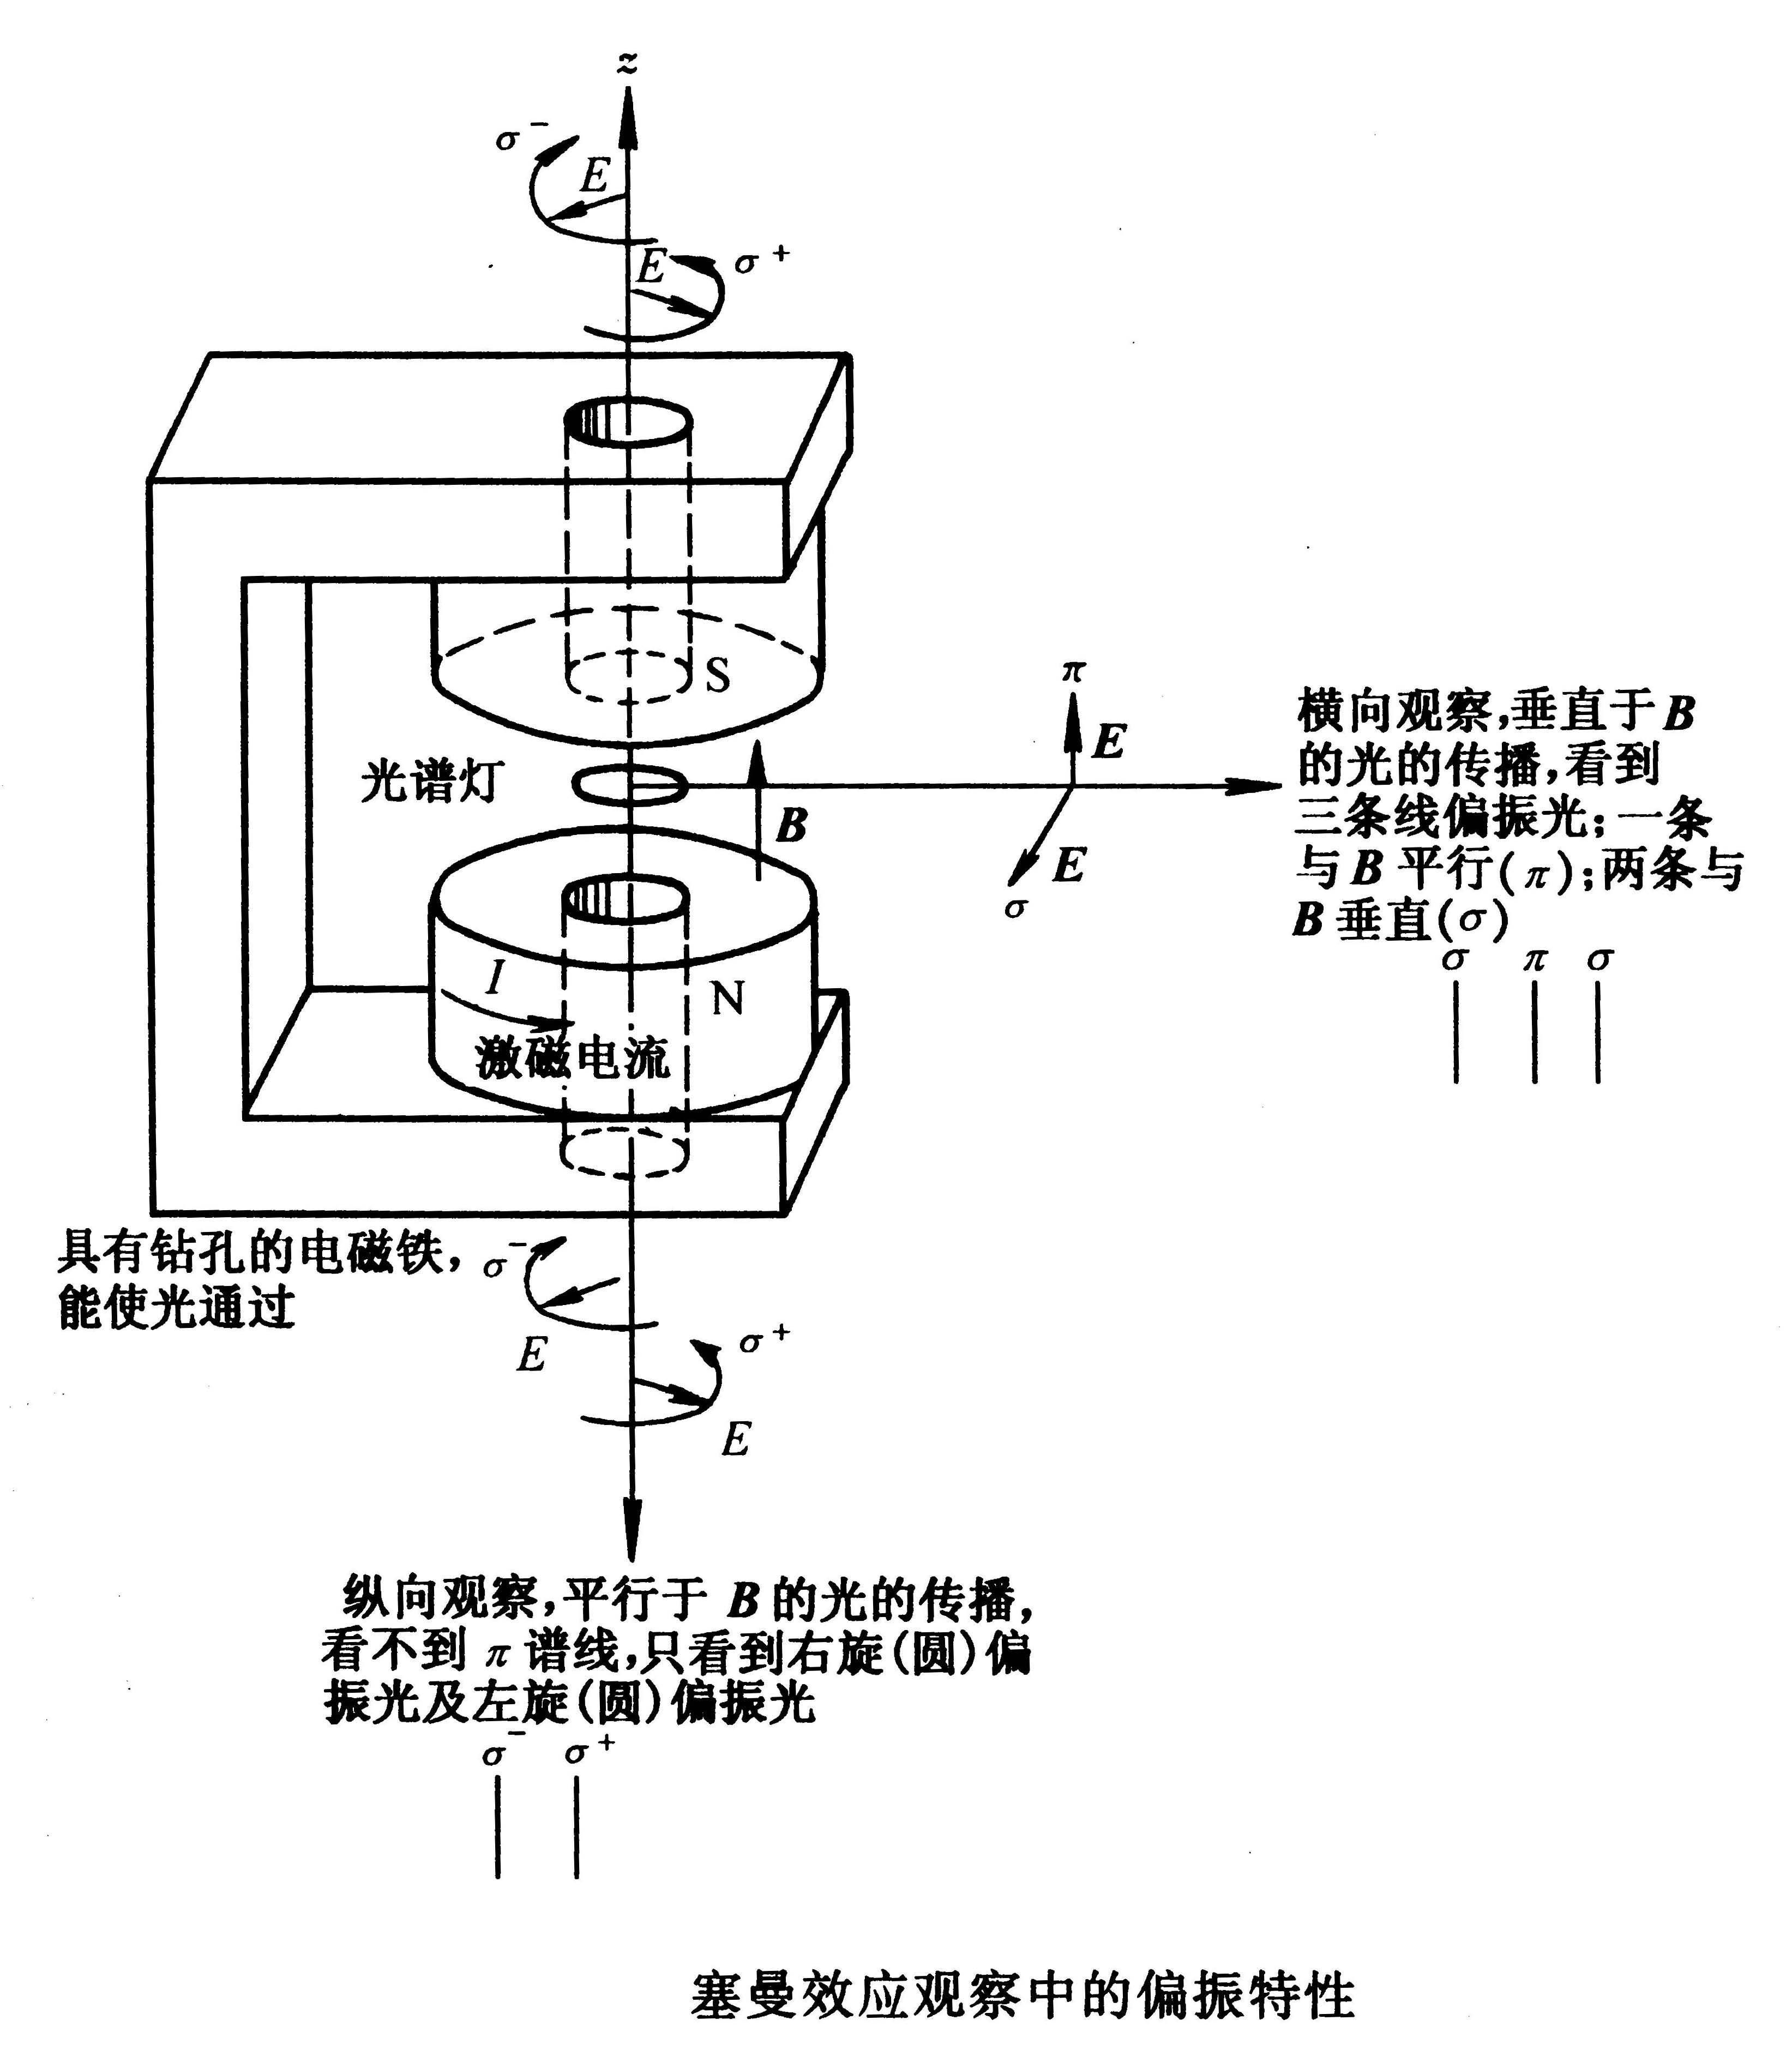 z
σ⁻
E
E
σ⁺
S
π
E
光谱灯
B
E
σ
横向观察,垂直于 B
的光的传播,看到
三条线偏振光;一条
与 B 平行(π);两条与
B 垂直(σ)
σ π σ
I
N
激磁电流
具有钻孔的电磁铁,
能使光通过
σ⁻
E
σ⁺
E
纵向观察,平行于 B 的光的传播,
看不到 π 谱线,只看到右旋(圆)偏
振光及左旋(圆)偏振光
σ⁻ σ⁺
塞曼效应观察中的偏振特性